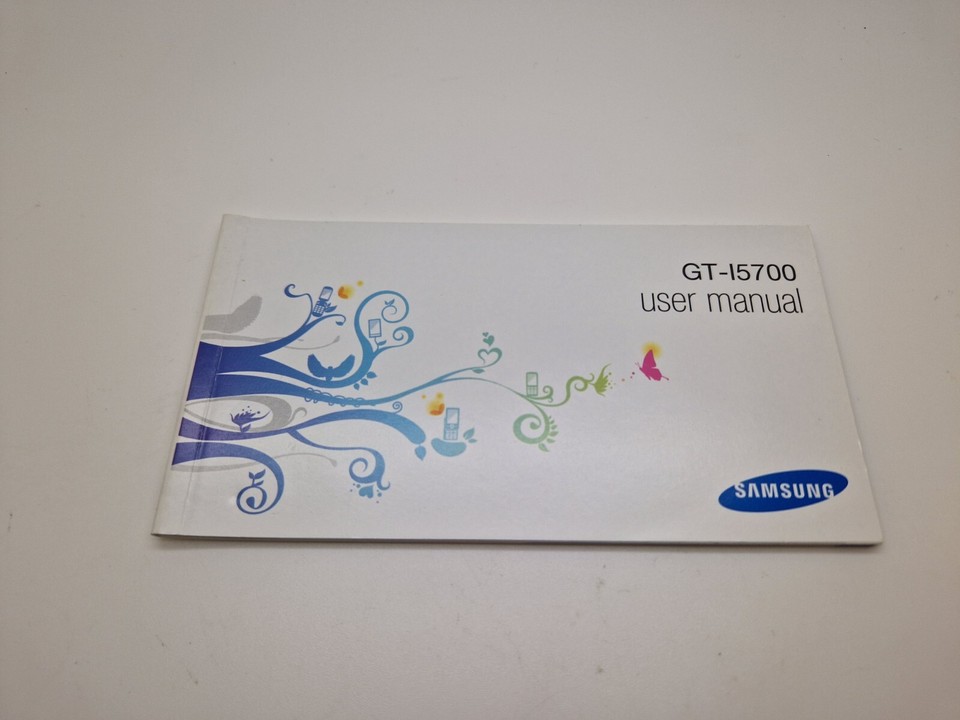 GT-I5700
user manual
SAMSUNG